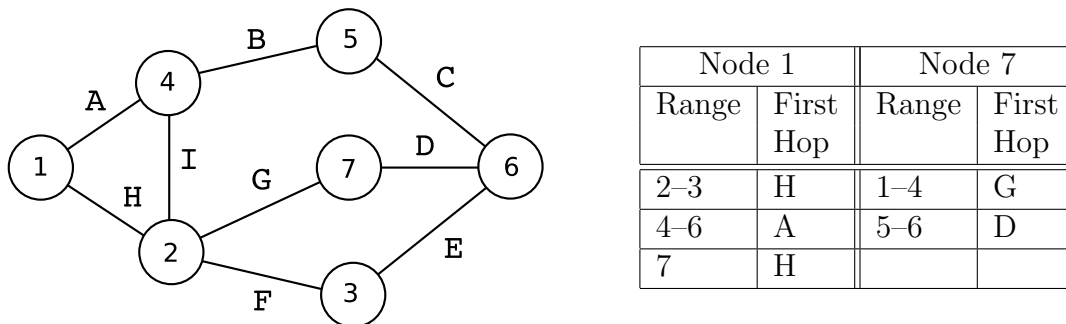 5
B
4
C
A
I
1
7
D
6
G
H
2
E
3
F
Node 1 Node 7
Range First Hop Range First Hop
2–3 H 1–4 G
4–6 A 5–6 D
7 H